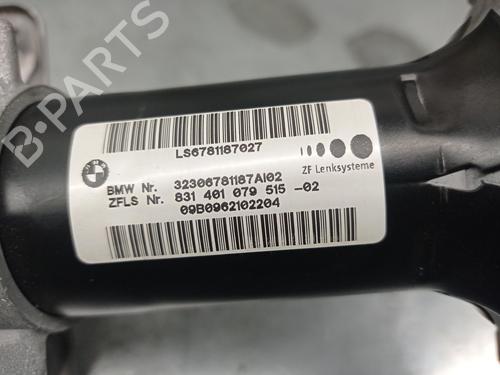 LS6781187027
BMW Nr. 32306781187AI02
ZFLS Nr. 831 401 079 515 -02
09B0962102204
ZF Lenksysteme
B-PARTS